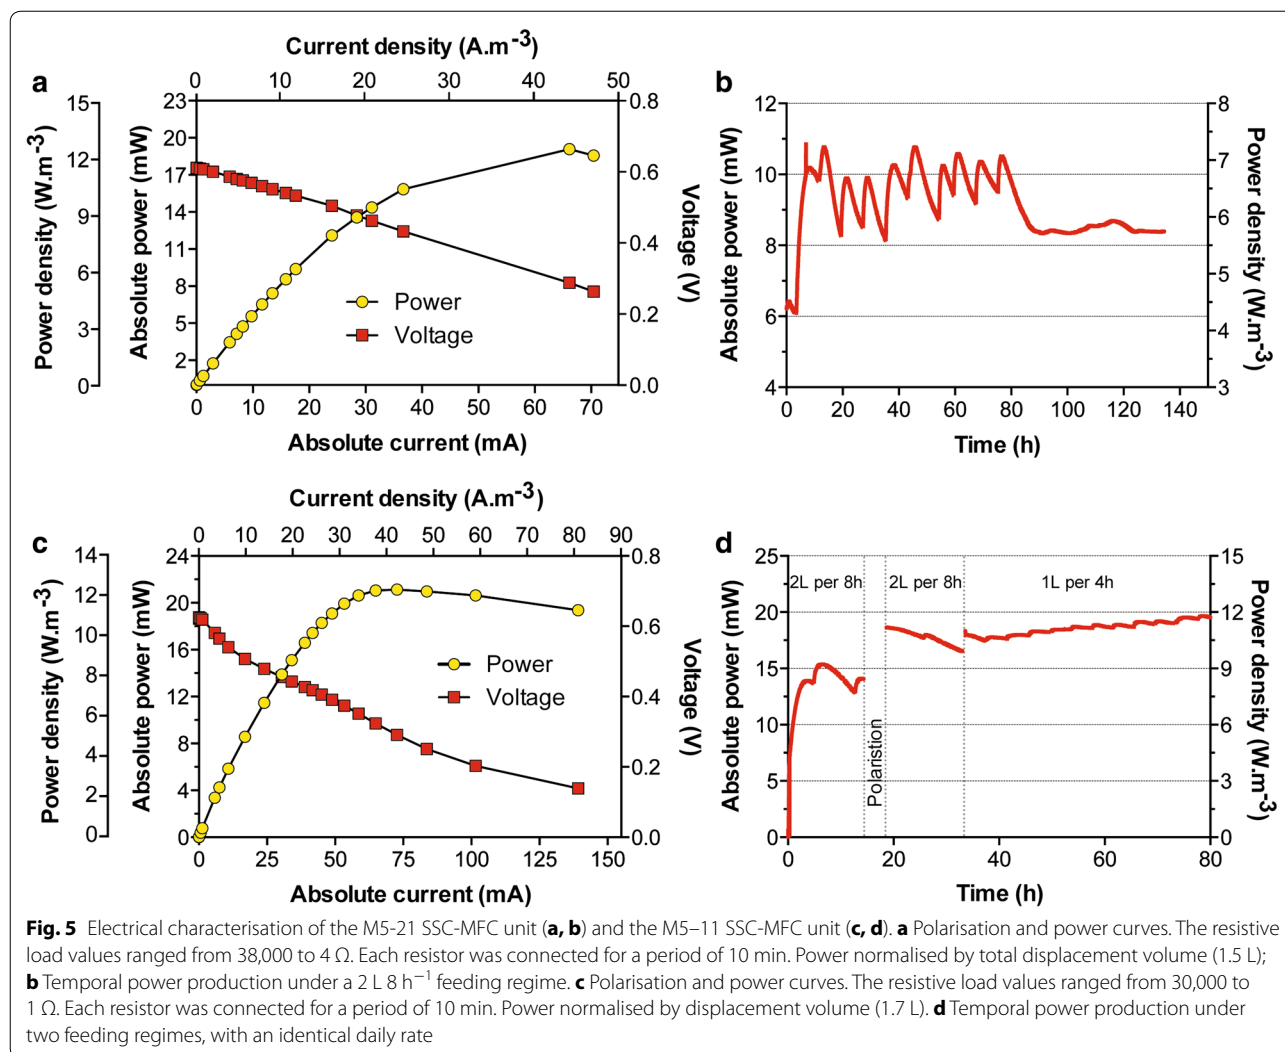 Current density (A.m-3)
a
0 10 20 30 40 50
b
15
12
9
6
3
0
Power density (W.m-3)
23
20
17
14
11
8
5
2
Absolute power (mW)
0.8
0.6
0.4
0.2
0.0
Voltage (V)
Power
Voltage
0 10 20 30 40 50 60 70
Absolute current (mA)
12
10
8
6
4
Absolute power (mW)
8
7
6
5
4
3
Power density (W.m-3)
0 20 40 60 80 100 120 140
Time (h)
Current density (A.m-3)
c
0 10 20 30 40 50 60 70 80 90
d
14
12
10
8
6
4
2
0
Power density (W.m-3)
24
20
16
12
8
4
0
Absolute power (mW)
0.8
0.6
0.4
0.2
0.0
Voltage (V)
Power
Voltage
0 25 50 75 100 125 150
Absolute current (mA)
25
20
15
10
5
0
Absolute power (mW)
2L per 8h
Polaristion
2L per 8h
1L per 4h
15
12
9
6
3
0
Power density (W.m-3)
0 20 40 60 80
Time (h)
Fig. 5 Electrical characterisation of the M5-21 SSC-MFC unit (a, b) and the M5–11 SSC-MFC unit (c, d). a Polarisation and power curves. The resistive
load values ranged from 38,000 to 4 Ω. Each resistor was connected for a period of 10 min. Power normalised by total displacement volume (1.5 L);
b Temporal power production under a 2 L 8 h−1 feeding regime. c Polarisation and power curves. The resistive load values ranged from 30,000 to
1 Ω. Each resistor was connected for a period of 10 min. Power normalised by displacement volume (1.7 L). d Temporal power production under
two feeding regimes, with an identical daily rate